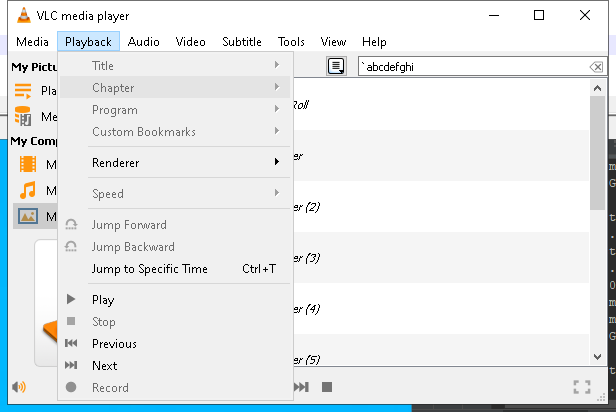 VLC media player
Media Playback Audio Video Subtitle Tools View Help
My Pictu
`abcdefghi
Title
Chapter
Program
Custom Bookmarks
Renderer
Speed
Jump Forward
Jump Backward
Jump to Specific Time Ctrl+T
Play
Stop
Previous
Next
Record
Pla
Me
My Comp
M
M
M
Roll
er
er (2)
er (3)
er (4)
er (5)